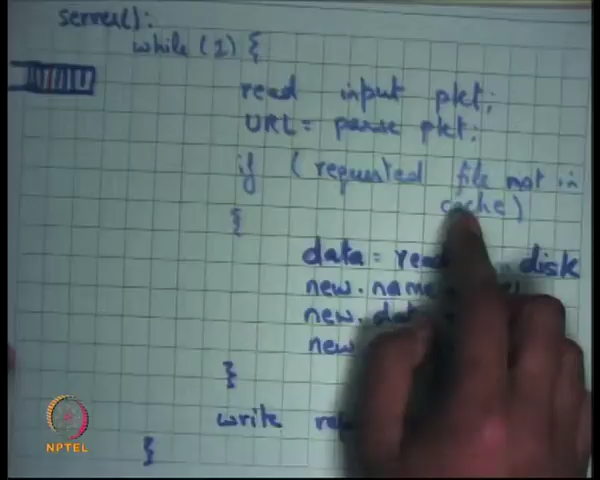 server():
while (1) {
read input pkt;
URL = parse pkt;
if (requested file not in
cache)
{
data = read disk
new.name
new.
new
}
write
}
NPTEL